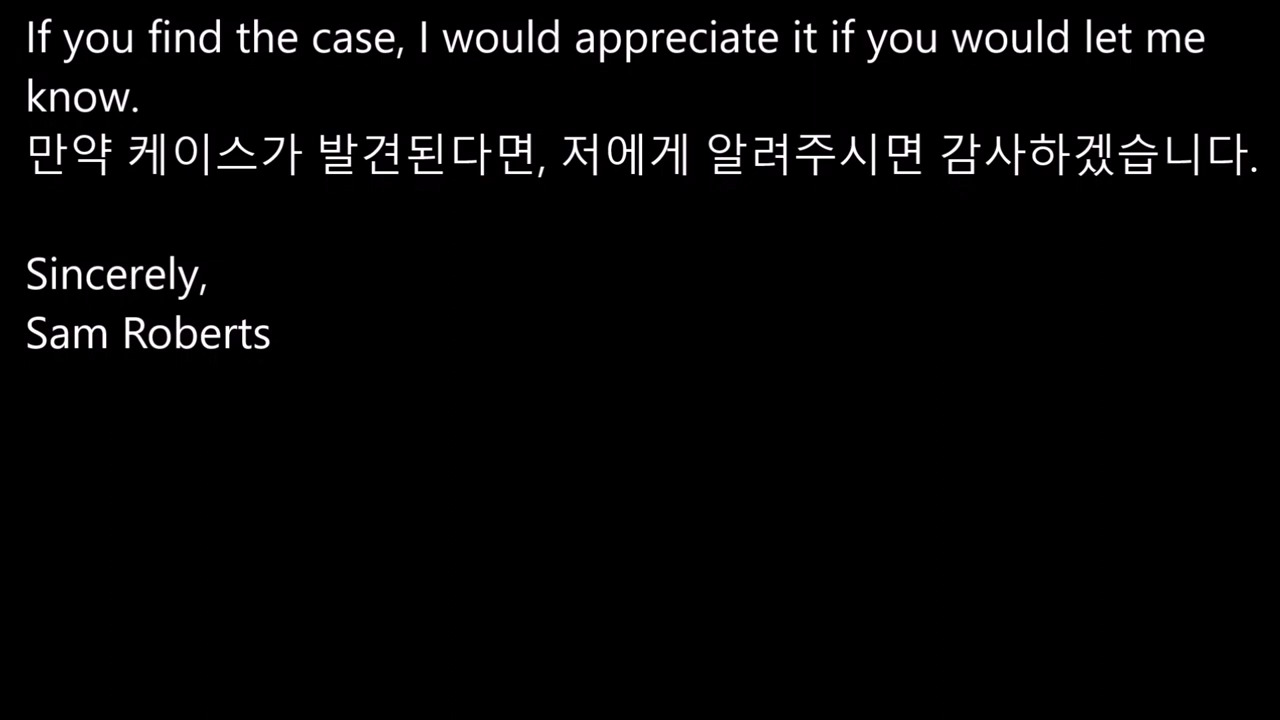 If you find the case, I would appreciate it if you would let me
know.
만약 케이스가 발견된다면, 저에게 알려주시면 감사하겠습니다.
Sincerely,
Sam Roberts